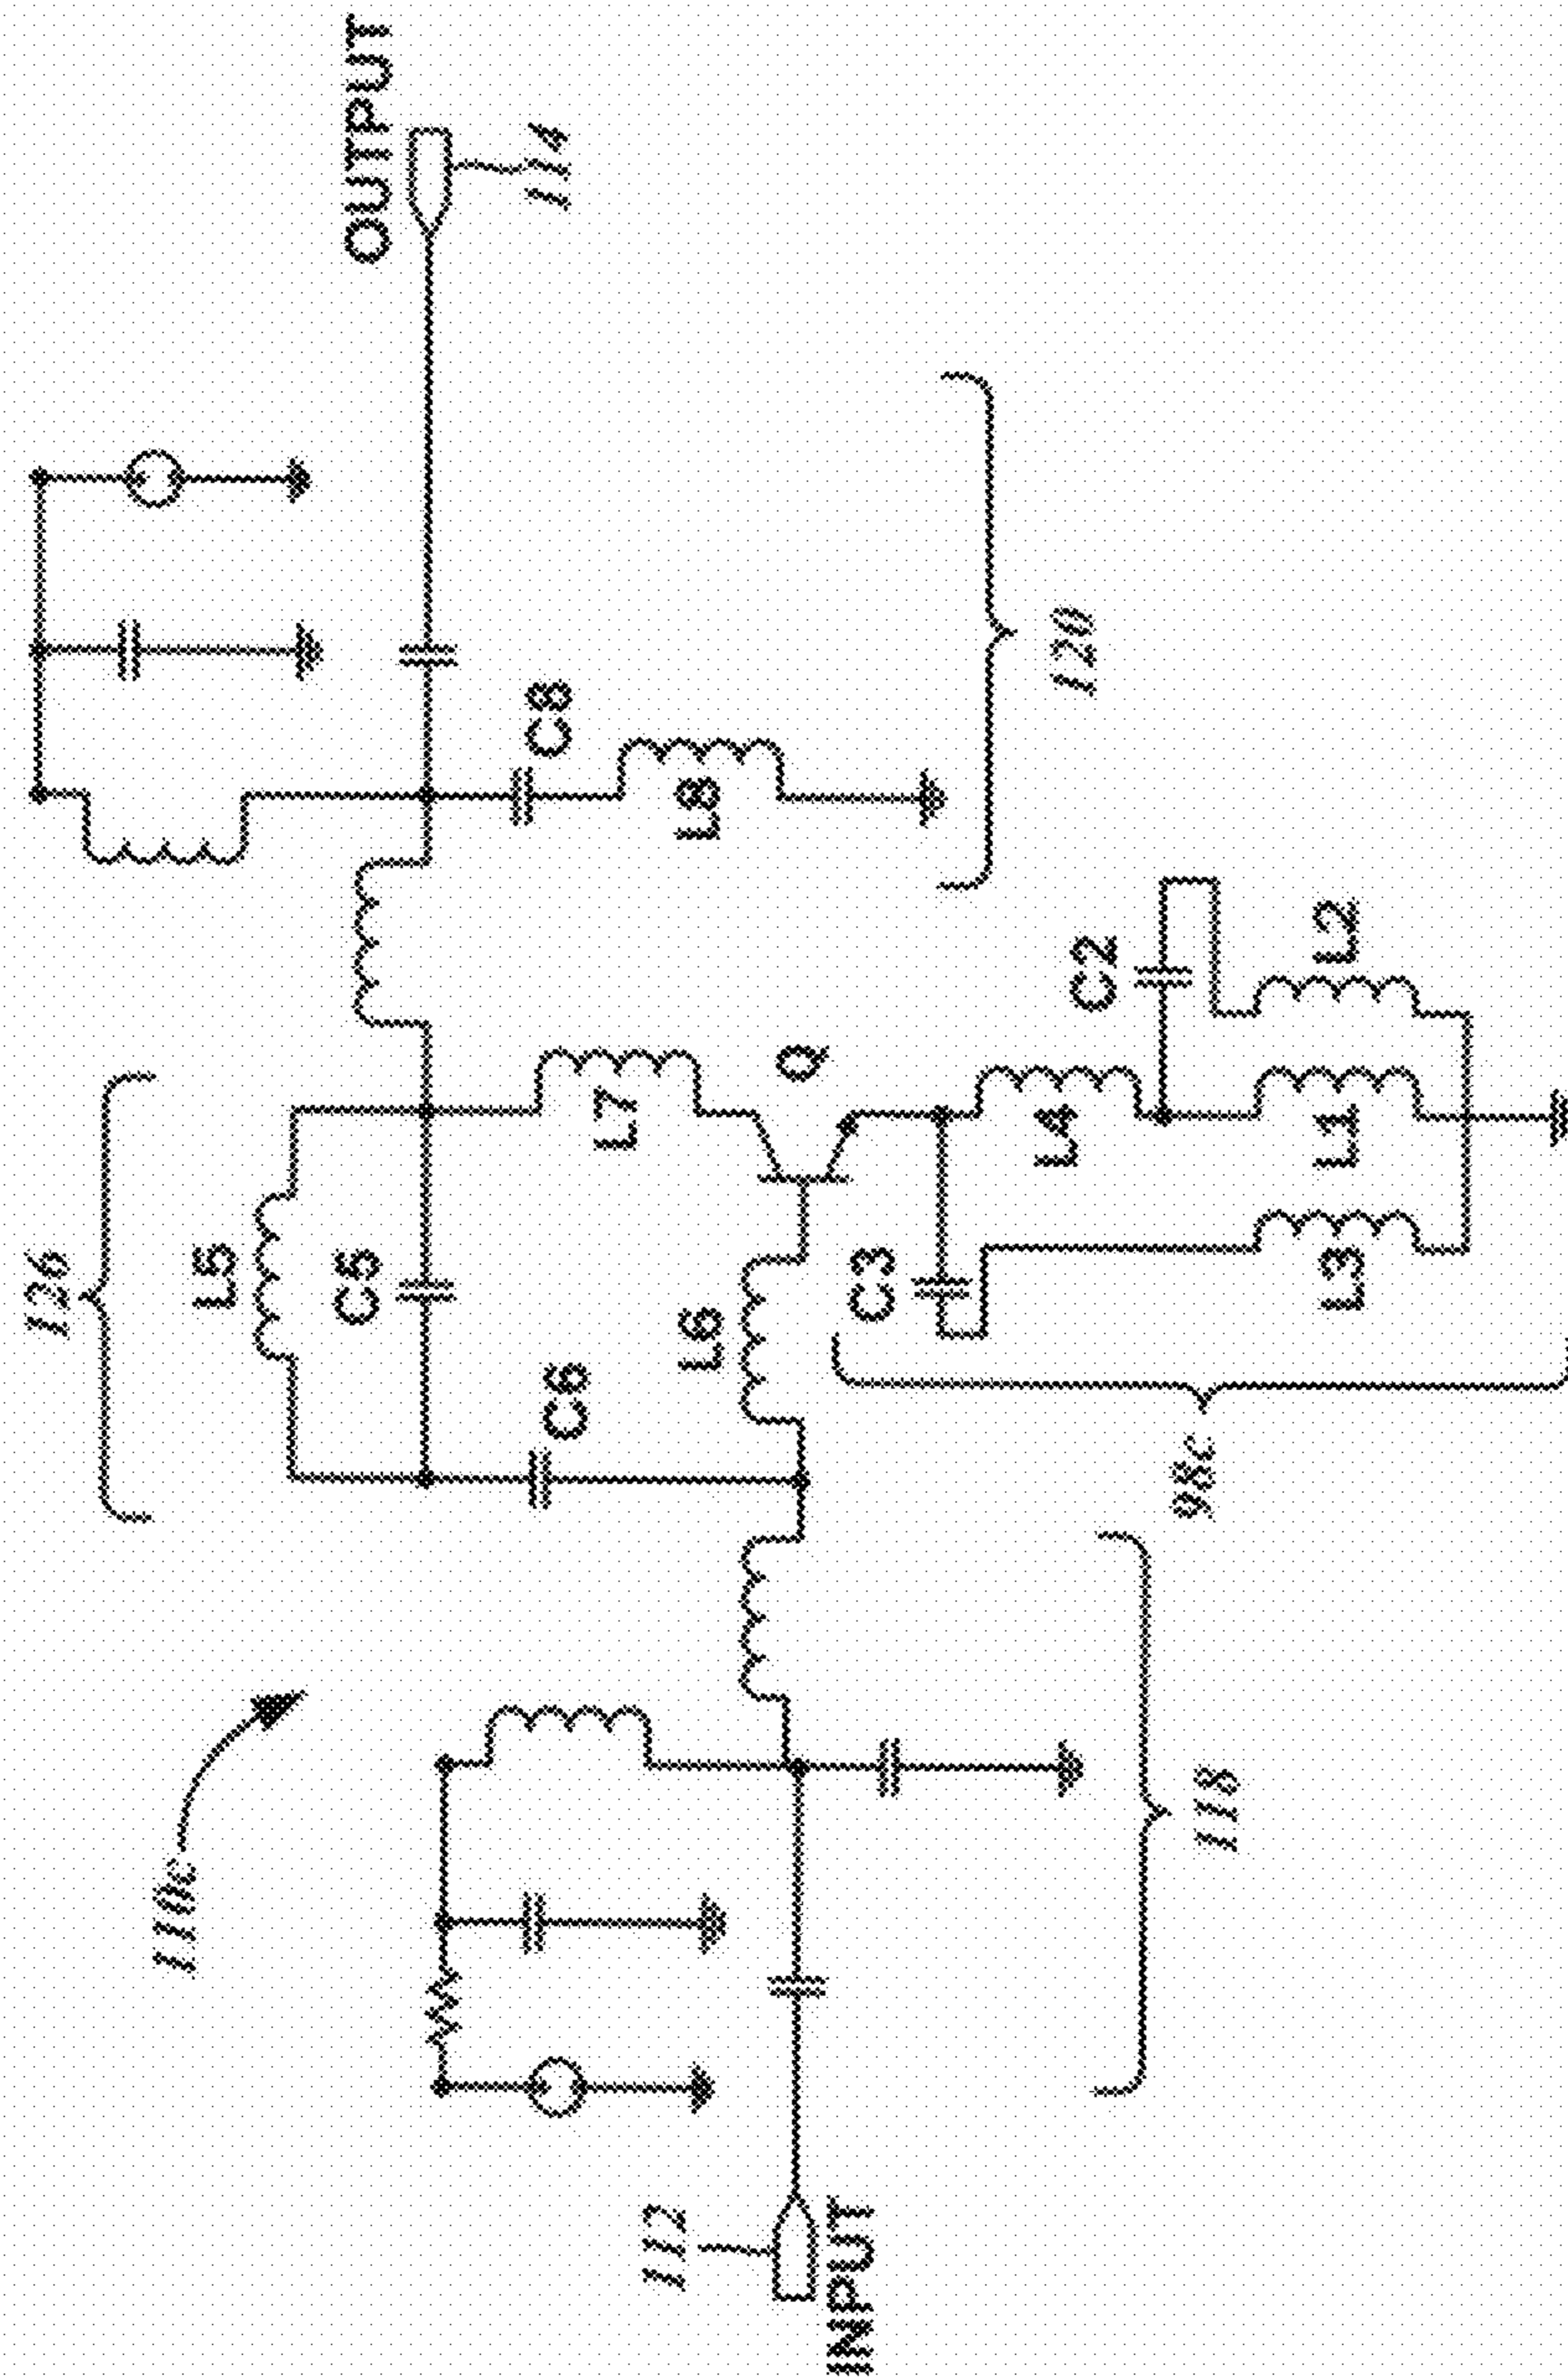 110c
126
L5
C5
C6
L6
L7
Q
OUTPUT
114
C8
L8
120
112
INPUT
118
98c
C3
L3
L4
L1
C2
L2